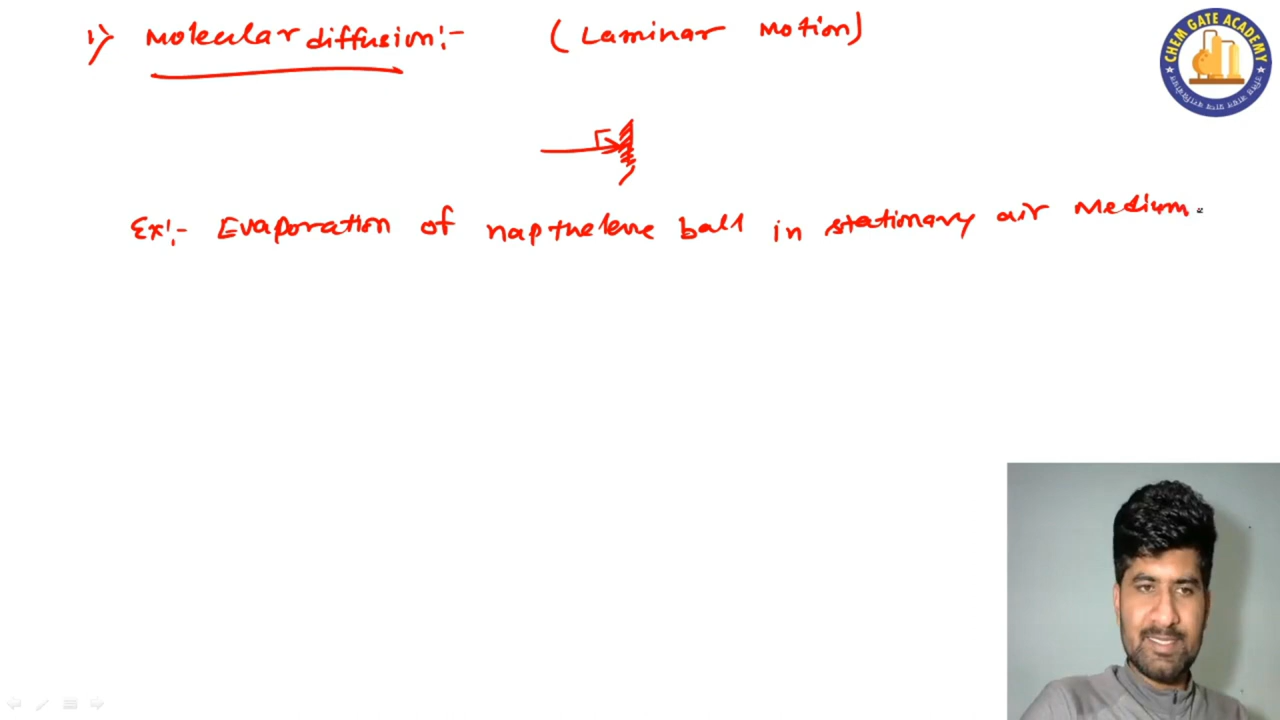 1) Molecular diffusion:- (Laminar Motion)
Ex:- Evaporation of napthelene ball in stationary air medium.
CHEM GATE ACADEMY